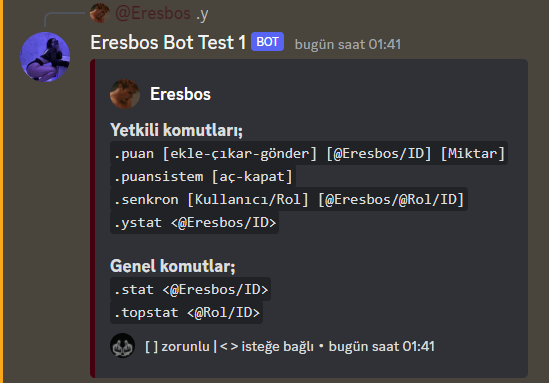 @Eresbos .y
Eresbos Bot Test 1 BOT bugün saat 01:41
Eresbos
Yetkili komutları;
.puan [ekle-çıkar-gönder] [@Eresbos/ID] [Miktar]
.puansistem [aç-kapat]
.senkron [Kullanıcı/Rol] [@Eresbos/@Rol/ID]
.ystat <@Eresbos/ID>
Genel komutlar;
.stat <@Eresbos/ID>
.topstat <@Rol/ID>
[ ] zorunlu | < > isteğe bağlı • bugün saat 01:41